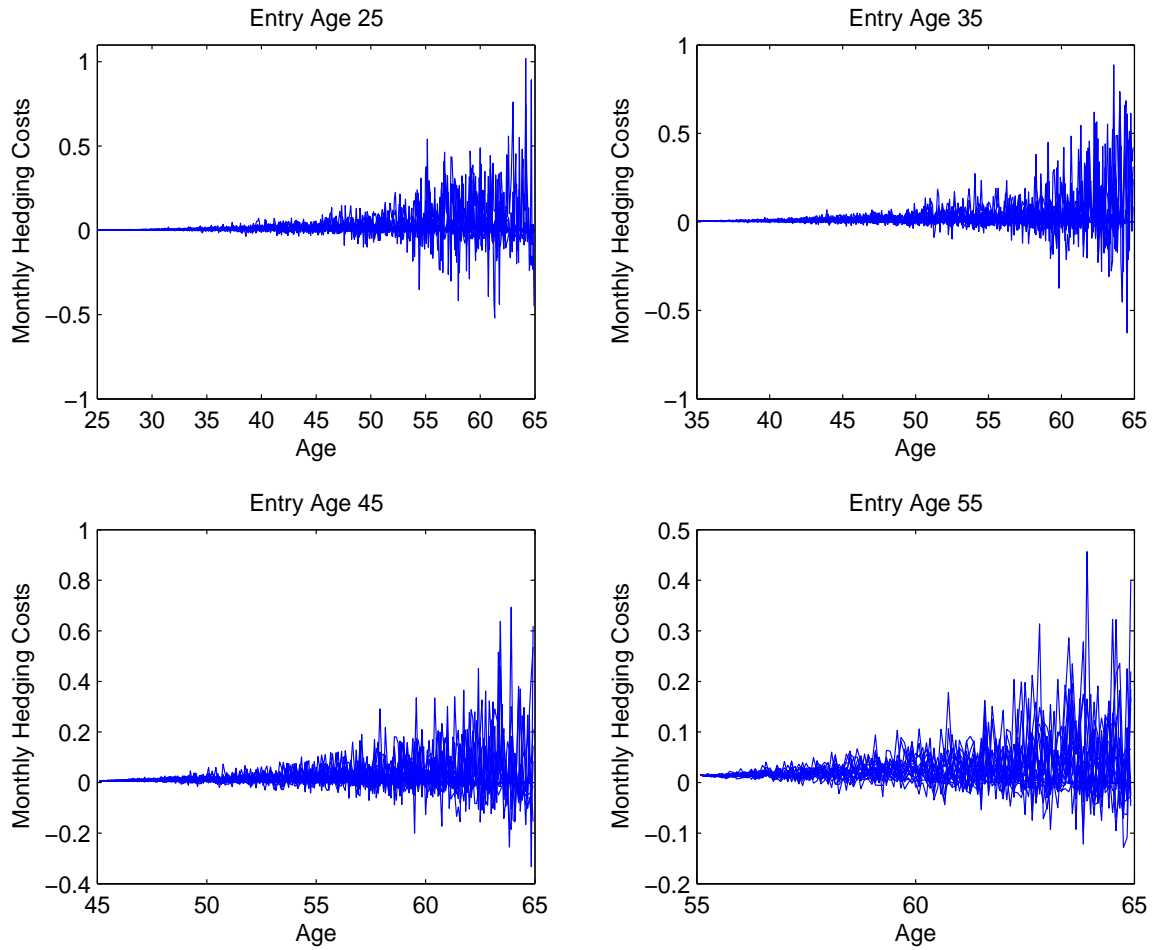 Entry Age 25
Monthly Hedging Costs
1
0.5
0
−0.5
−1
25 30 35 40 45 50 55 60 65
Age
Entry Age 35
Monthly Hedging Costs
1
0.5
0
−0.5
−1
35 40 45 50 55 60 65
Age
Entry Age 45
Monthly Hedging Costs
1
0.8
0.6
0.4
0.2
0
−0.2
−0.4
45 50 55 60 65
Age
Entry Age 55
Monthly Hedging Costs
0.5
0.4
0.3
0.2
0.1
0
−0.1
−0.2
55 60 65
Age